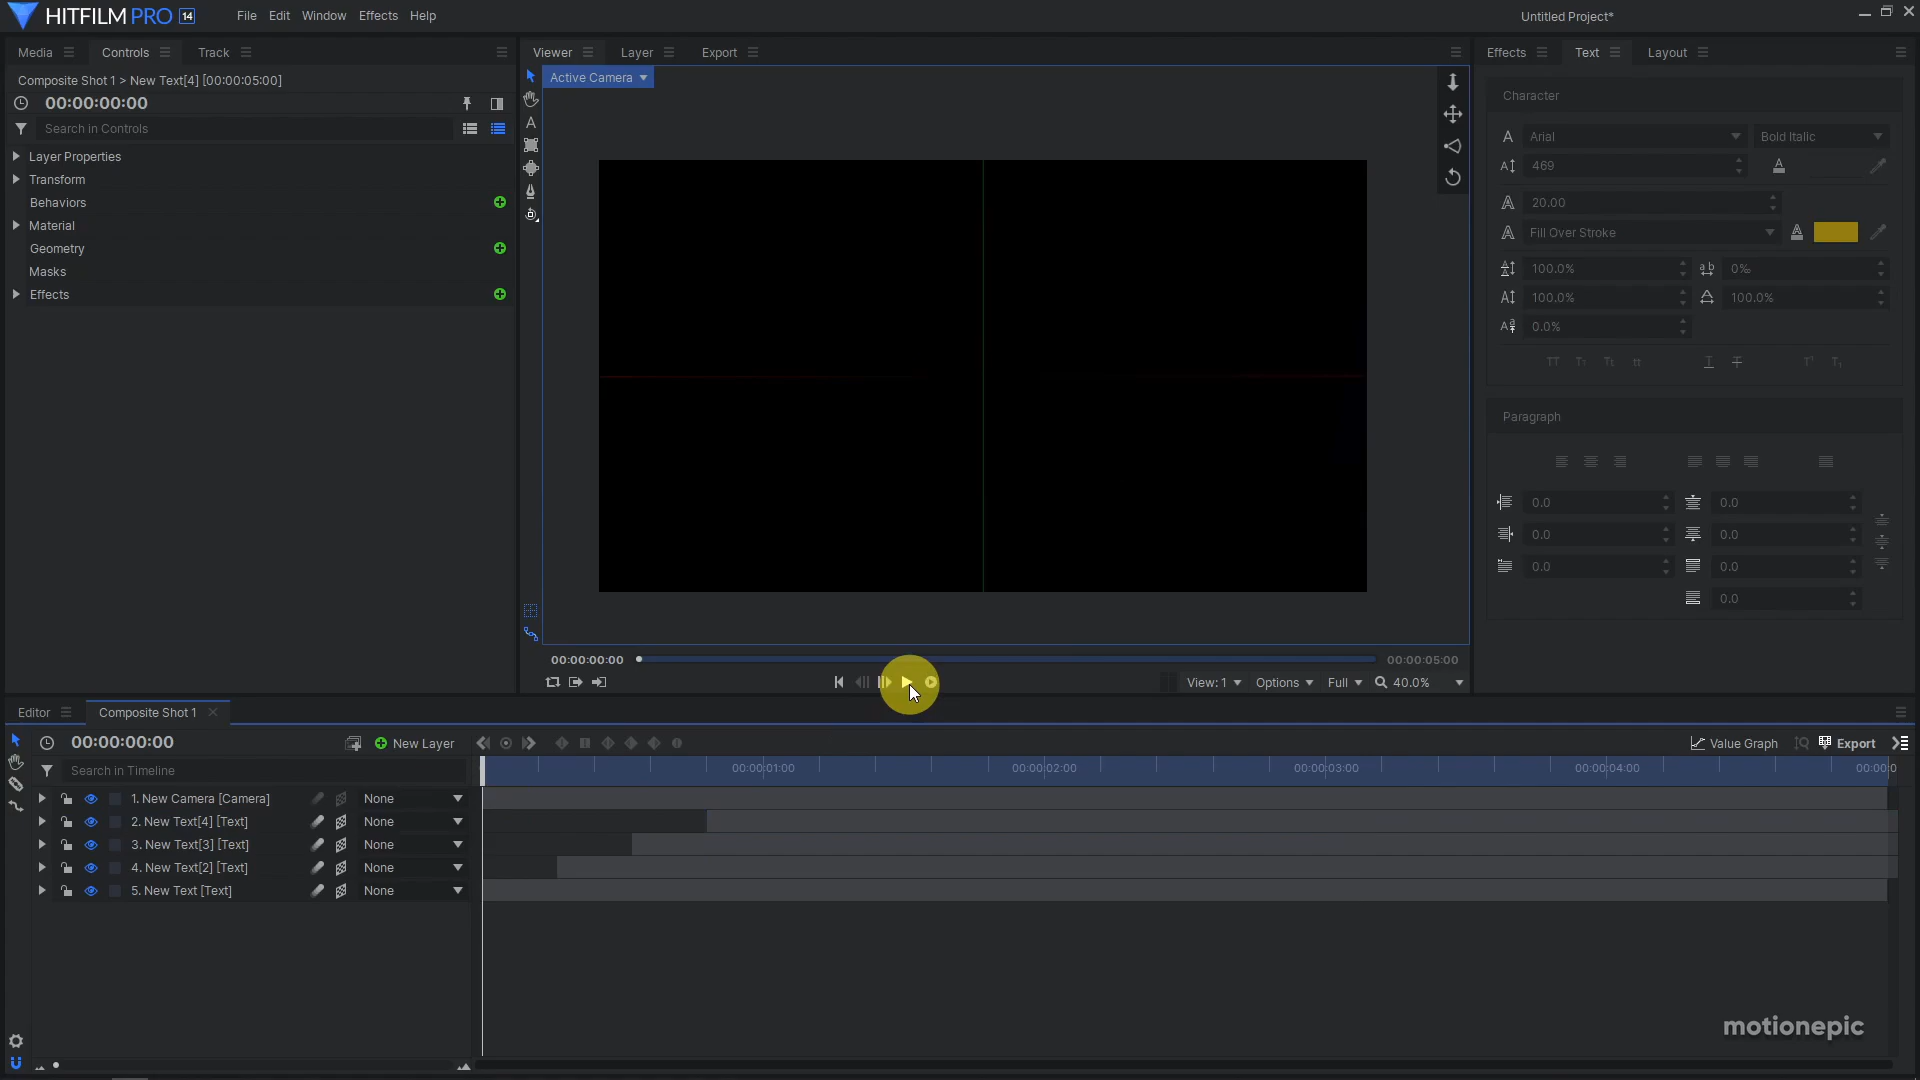 HITFILM PRO 14
File Edit Window Effects Help
Untitled Project*
Media Controls Track
Viewer Layer Export
Effects Text Layout
Composite Shot 1 > New Text[4] [00:00:05:00]
00:00:00:00
Search in Controls
Layer Properties
Transform
Behaviors
Material
Geometry
Masks
Effects
Active Camera
Character
Arial Bold Italic
469
20.00
Fill Over Stroke
100.0% 0‰
100.0% 100.0%
0.0%
Paragraph
0.0 0.0
0.0 0.0
0.0 0.0
0.0
00:00:00:00 00:00:05:00
View: 1 Options Full 40.0%
Editor Composite Shot 1
00:00:00:00 New Layer Value Graph Export
Search in Timeline
00:00:01:00 00:00:02:00 00:00:03:00 00:00:04:00 00:00:0
1. New Camera [Camera] None
2. New Text[4] [Text] None
3. New Text[3] [Text] None
4. New Text[2] [Text] None
5. New Text [Text] None
motionepic